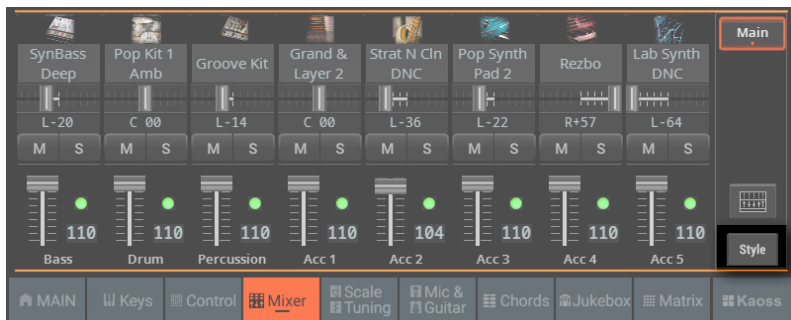 SynBass Deep
Pop Kit 1 Amb
Groove Kit
Grand & Layer 2
Strat N Cln DNC
Pop Synth Pad 2
Rezbo
Lab Synth DNC
Main
L-20 C 00 L-14 C 00 L-36 L-22 R+57 L-64
M S M S M S M S M S M S M S M S
110 110 110 110 104 110 110 110
Style
Bass Drum Percussion Acc 1 Acc 2 Acc 3 Acc 4 Acc 5
MAIN Keys Control Mixer Scale Tuning Mic & Guitar Chords Jukebox Matrix Kaoss